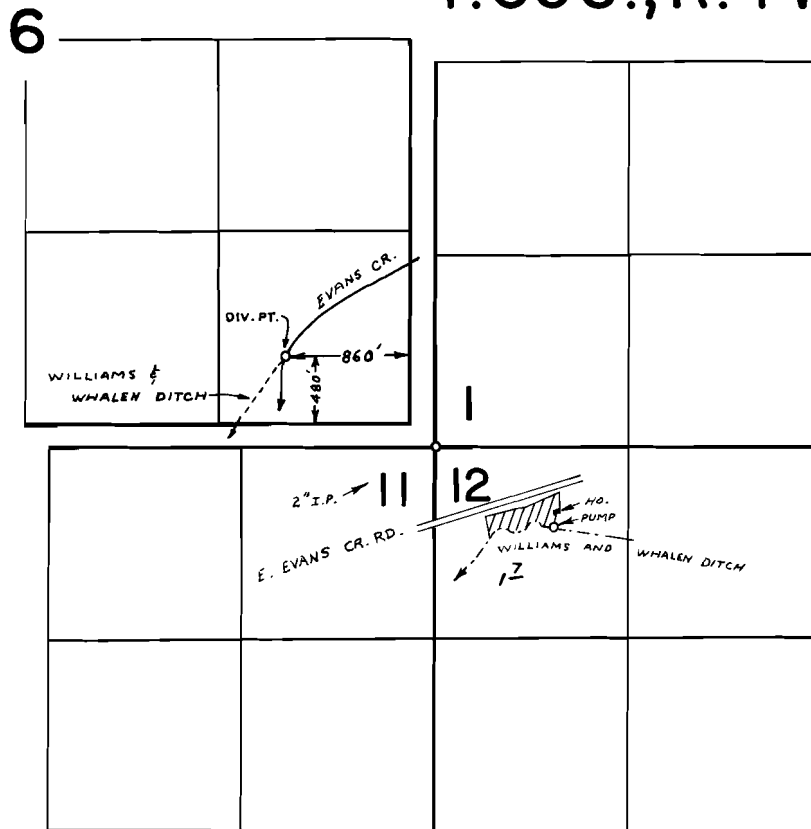 6
EVANS CR.
DIV. PT.
860'
480'
WILLIAMS &
WHALEN DITCH
1
2" I.P.
11
12
HO.
PUMP
E. EVANS CR. RD.
WILLIAMS AND WHALEN DITCH
1 7